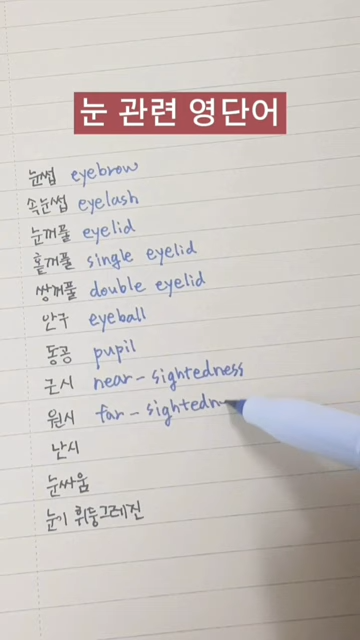 눈 관련 영단어
눈썹 eyebrow
속눈썹 eyelash
눈꺼풀 eyelid
홑꺼풀 single eyelid
쌍꺼풀 double eyelid
안구 eyeball
동공 pupil
근시 near-sightedness
원시 far-sightedn
난시
눈싸움
눈이 휘둥그레진